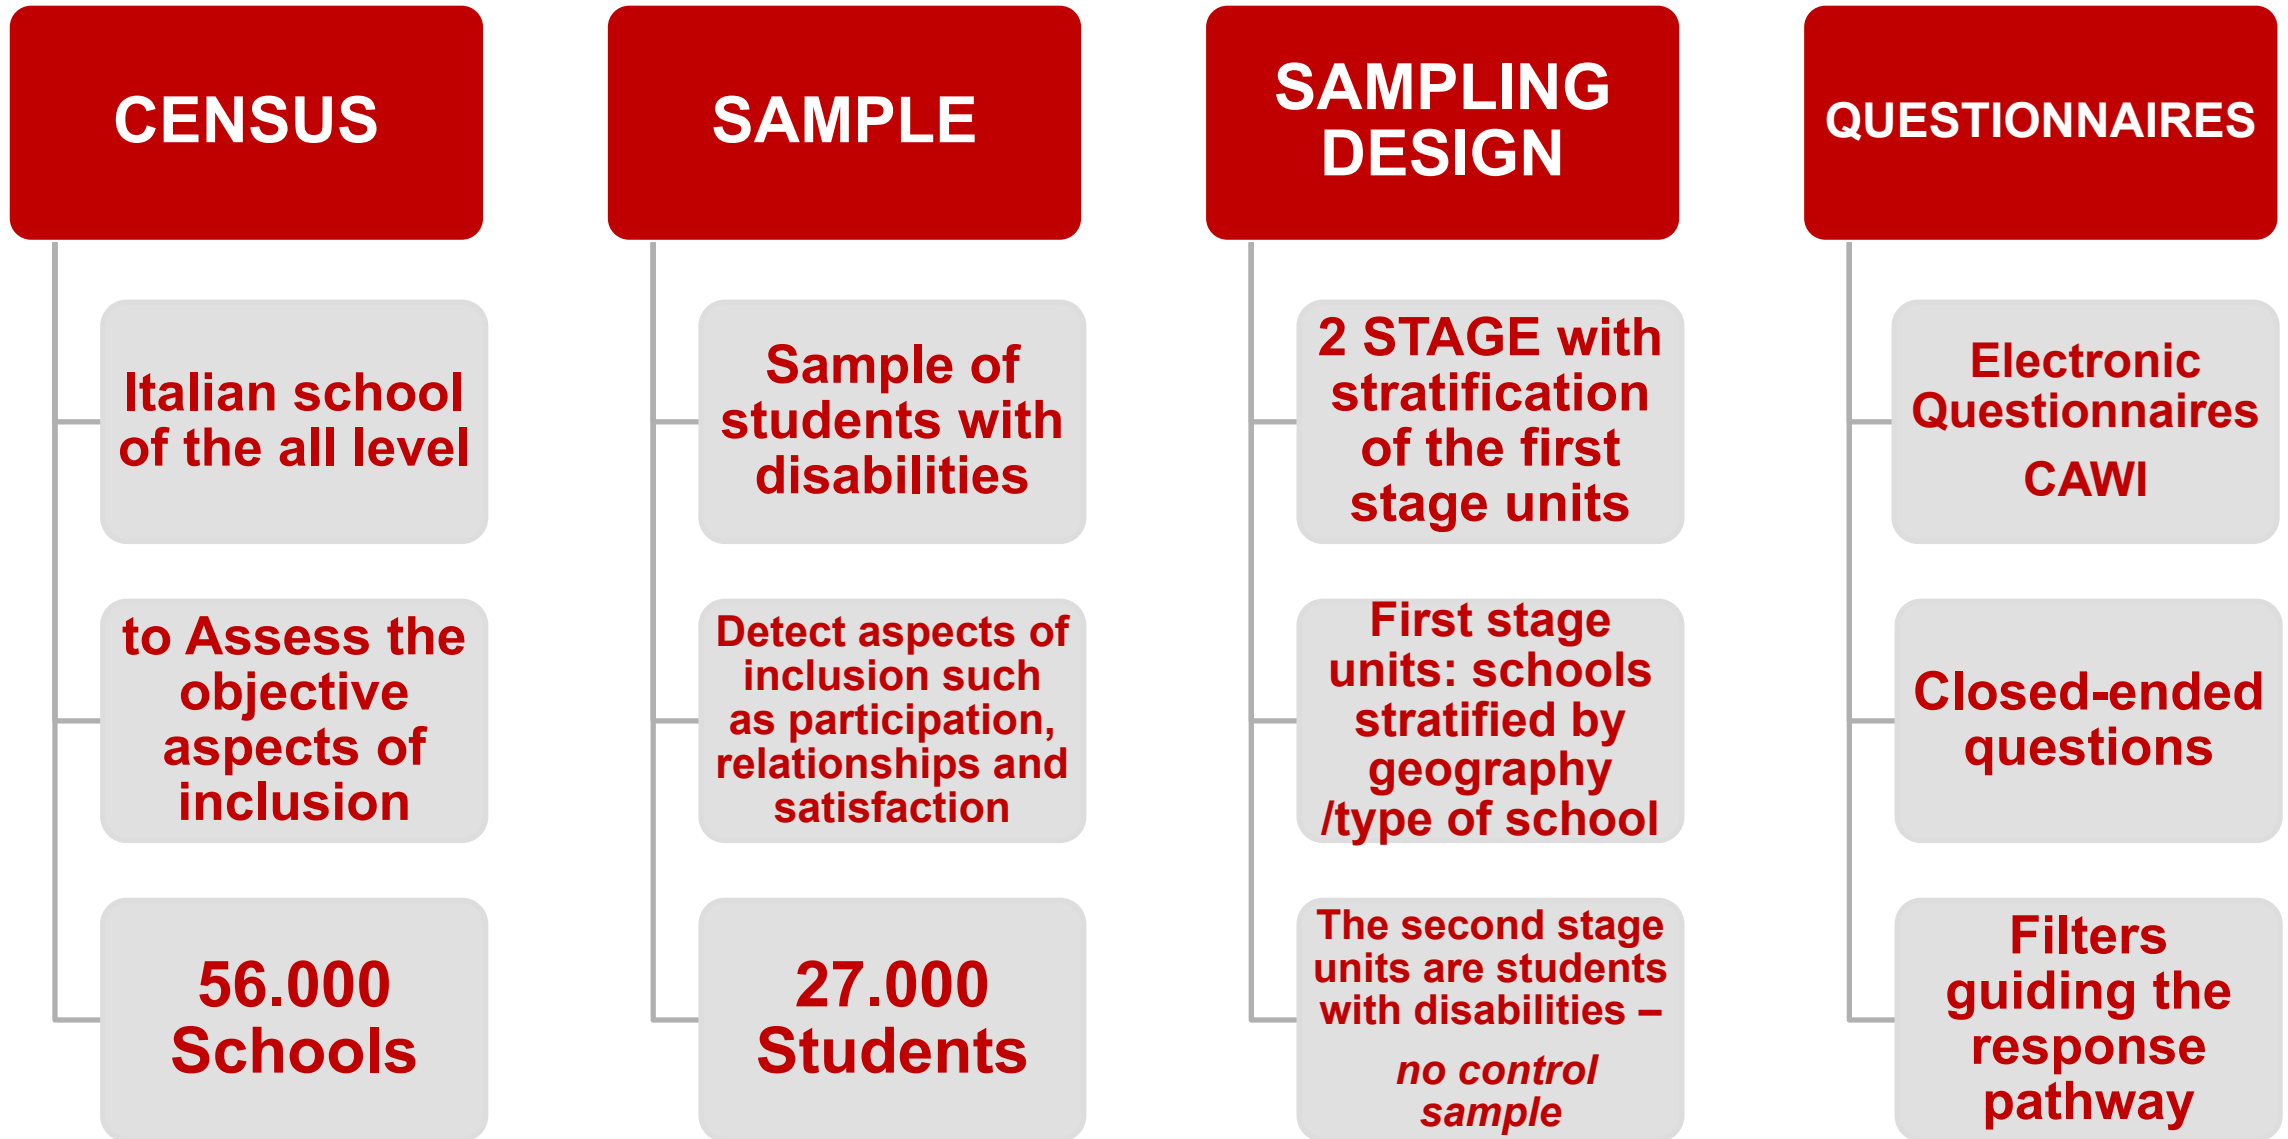 CENSUS
Italian school
of the all level
to Assess the
objective
aspects of
inclusion
56.000
Schools
SAMPLE
Sample of
students with
disabilities
Detect aspects of
inclusion such
as participation,
relationships and
satisfaction
27.000
Students
SAMPLING
DESIGN
2 STAGE with
stratification
of the first
stage units
First stage
units: schools
stratified by
geography
/type of school
The second stage
units are students
with disabilities –
no control
sample
QUESTIONNAIRES
Electronic
Questionnaires
CAWI
Closed-ended
questions
Filters
guiding the
response
pathway